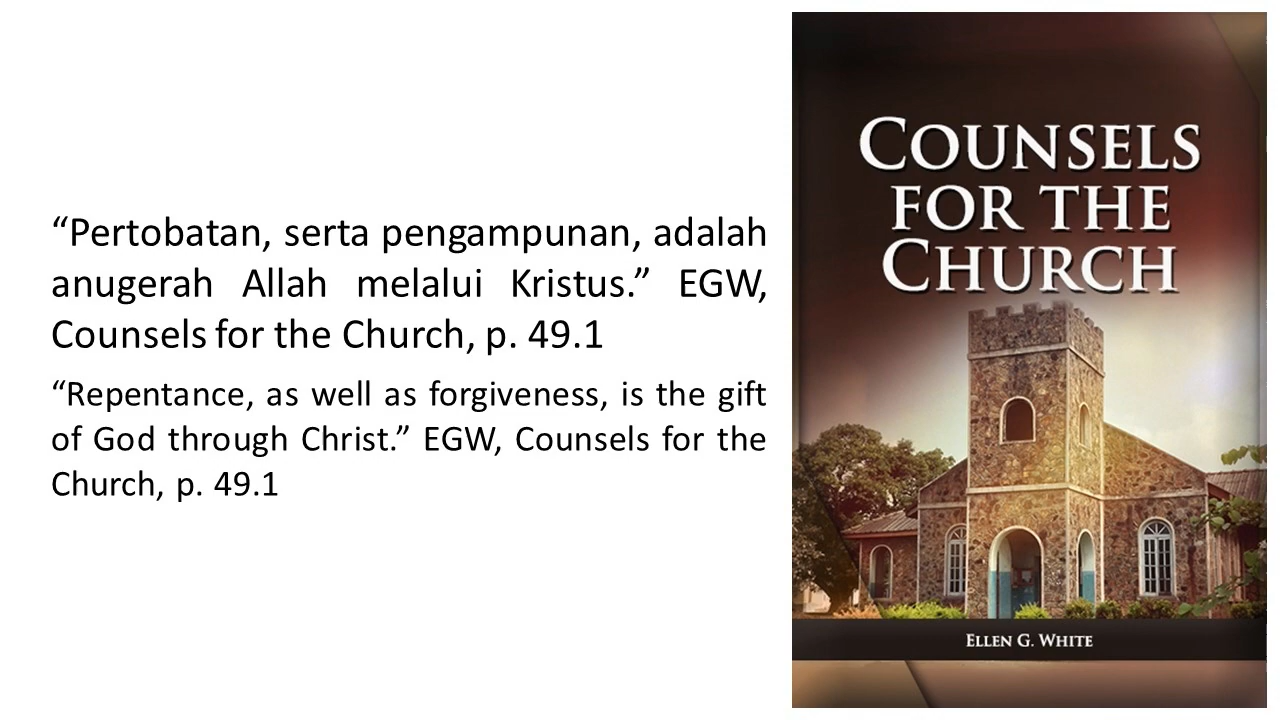 “Pertobatan, serta pengampunan, adalah
anugerah Allah melalui Kristus.” EGW,
Counsels for the Church, p. 49.1
“Repentance, as well as forgiveness, is the gift
of God through Christ.” EGW, Counsels for the
Church, p. 49.1
COUNSELS
FOR THE
CHURCH
ELLEN G. WHITE